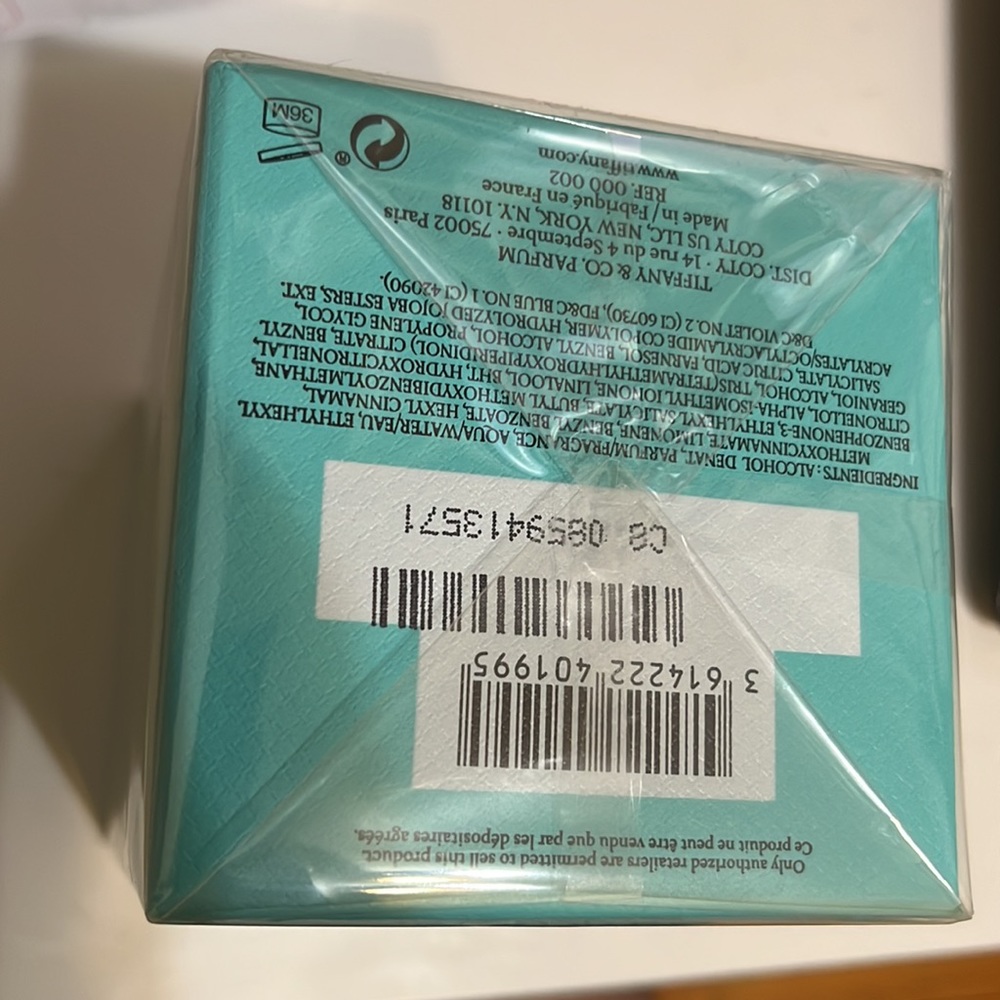 INGREDIENTS: ALCOHOL DENAT, PARFUM/FRAGRANCE, AQUA/WATER/EAU, ETHYLHEXYL
METHOXYCINNAMATE, LIMONENE, BENZYL BENZOATE, HEXYL CINNAMAL,
BENZOPHENONE-3, ETHYLHEXYL SALICYLATE, BUTYL METHOXYDIBENZOYLMETHANE,
CITRONELLOL, ALPHA-ISOMETHYL IONONE, LINALOOL, BHT, HYDROXYCITRONELLAL,
GERANIOL, ALCOHOL, TRIS(TETRAMETHYLHYDROXYPIPERIDINOL) CITRATE, BENZYL
SALICYLATE, CITRIC ACID, FARNESOL, BENZYL ALCOHOL, PROPYLENE GLYCOL,
ACRYLATES/OCTYLACRYLAMIDE COPOLYMER, HYDROLYZED JOJOBA ESTERS, EXT.
D&C VIOLET NO. 2 (CI 60730), FD&C BLUE NO. 1 (CI 42090).
TIFFANY & CO. PARFUM
DIST. COTY · 14 rue du 4 Septembre · 75002 Paris
COTY US LLC, NEW YORK, N.Y. 10118
Made in / Fabriqué en France
REF. 000 002
www.tiffany.com
®
36M
C8 0859413571
3 614222 401995
Only authorized retailers are permitted to sell this product.
Ce produit ne peut être vendu que par les dépositaires agréés.